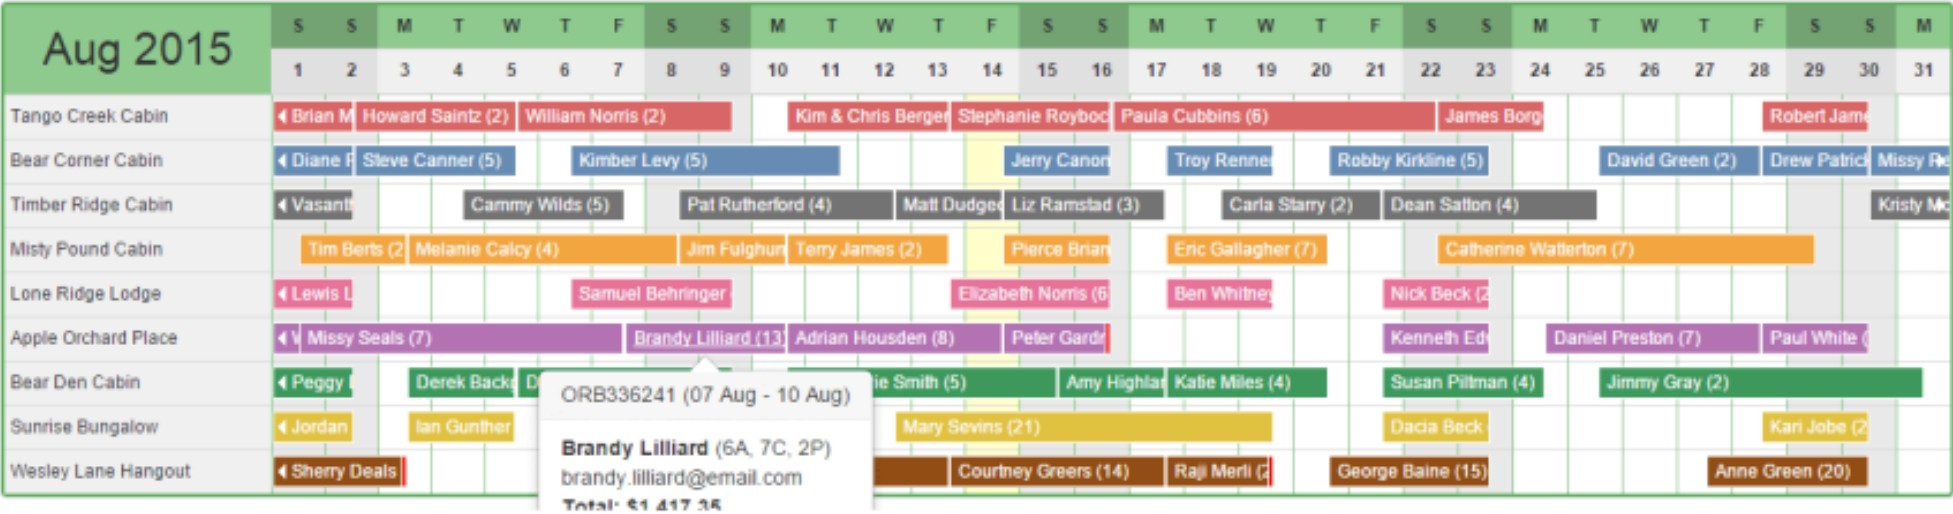 Aug 2015 S S M T W T F S S M T W T F S S M T W T F S S M T W T F S S M
1 2 3 4 5 6 7 8 9 10 11 12 13 14 15 16 17 18 19 20 21 22 23 24 25 26 27 28 29 30 31
Tango Creek Cabin Brian M Howard Saintz (2) William Norris (2) Kim & Chris Berger Stephanie Royboc Paula Cubbins (6) James Borg Robert Jame
Bear Corner Cabin Diane Steve Canner (5) Kimber Levy (5) Jerry Canon Troy Renner Robby Kirkline (5) David Green (2) Drew Patrick Missy
Timber Ridge Cabin Vasant Cammy Wilds (5) Pat Rutherford (4) Matt Dudge Liz Ramstad (3) Carla Starry (2) Dean Satton (4) Kristy
Misty Pound Cabin Tim Berts (2 Melanie Calcy (4) Jim Fulghun Terry James (2) Pierce Brian Eric Gallagher (7) Catherine Watterton (7)
Lone Ridge Lodge Lewis L Samuel Behringer Elizabeth Norris (6 Ben Whitney Nick Beck (2
Apple Orchard Place Missy Seals (7) Brandy Lilliard (13) Adrian Housden (8) Peter Gardr Kenneth Ed Daniel Preston (7) Paul White (
Bear Den Cabin Peggy Derek Back D ie Smith (5) Amy Highlar Katie Miles (4) Susan Pittman (4) Jimmy Gray (2)
ORB336241 (07 Aug - 10 Aug)
Sunrise Bungalow Jordan Ian Gunther Mary Sevins (21) Dacia Beck Kari Jobe (2
Brandy Lilliard (6A, 7C, 2P)
Wesley Lane Hangout Sherry Deals Courtney Greers (14) Raji Merli (2 George Baine (15) Anne Green (20)
brandy.lilliard@email.com
Total: $1,417.35